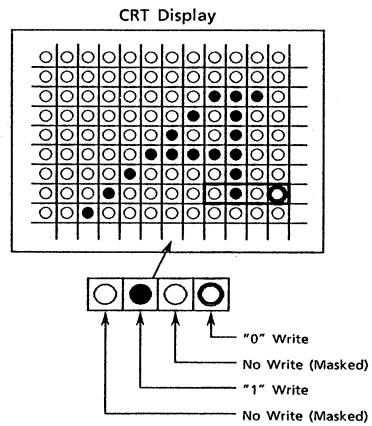 CRT Display
"0" Write
No Write (Masked)
"1" Write
No Write (Masked)